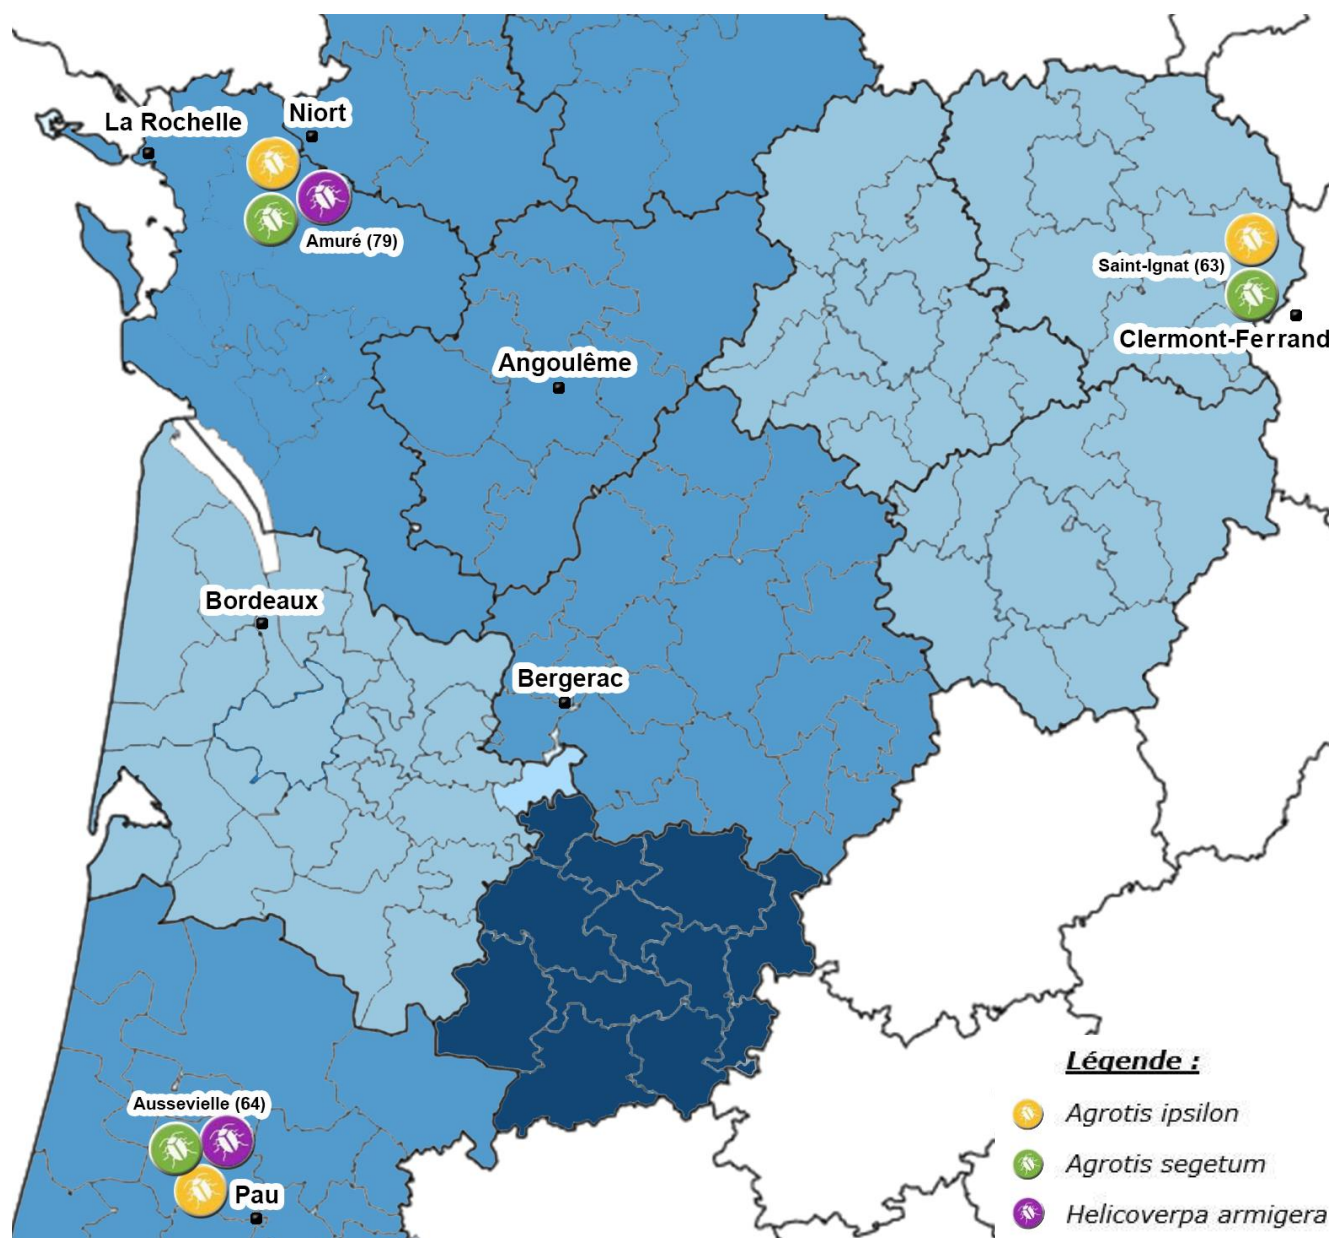 Niort
La Rochelle
Amuré (79)
Saint-Ignat (63)
Clermont-Ferrand
Angoulême
Bordeaux
Bergerac
Aussevielle (64)
Pau
Légende :
Agrotis ipsilon
Agrotis segetum
Helicoverpa armigera